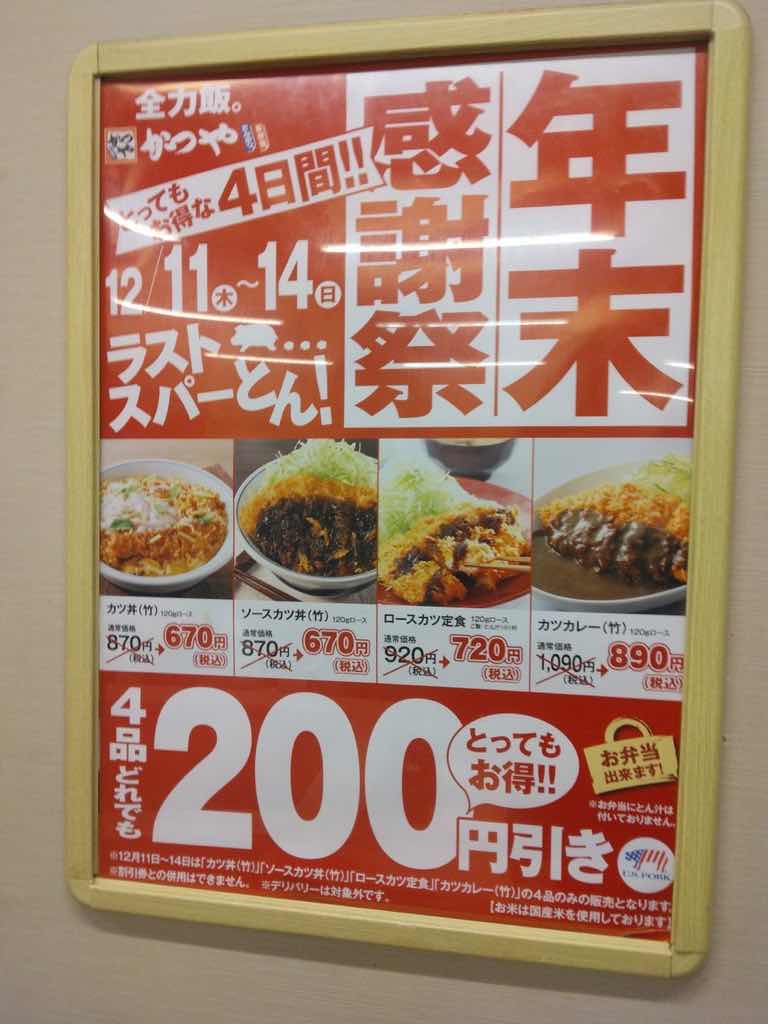 全力飯。
かつや
年末
感謝祭
とっても
お得な4日間!!
12/11木～14日
ラスト
スパーとん!
カツ丼(竹) 120gロース
通常価格
870円(税込)→670円(税込)
ソースカツ丼(竹) 120gロース
通常価格
870円(税込)→670円(税込)
ロースカツ定食 120gロース
通常価格
920円(税込)→720円(税込)
カツカレー(竹) 120gロース
通常価格
1,090円(税込)→890円(税込)
4品どれでも
200円引き
とっても
お得!!
お弁当
出来ます!
※お弁当にとん汁は
付いておりません。
※12月11日～14日は「カツ丼(竹)」「ソースカツ丼(竹)」「ロースカツ定食」「カツカレー(竹)」の4品のみの販売となります。
※割引券との併用はできません。 ※デリバリーは対象外です。
【お米は国産米を使用しております】
U.S. PORK